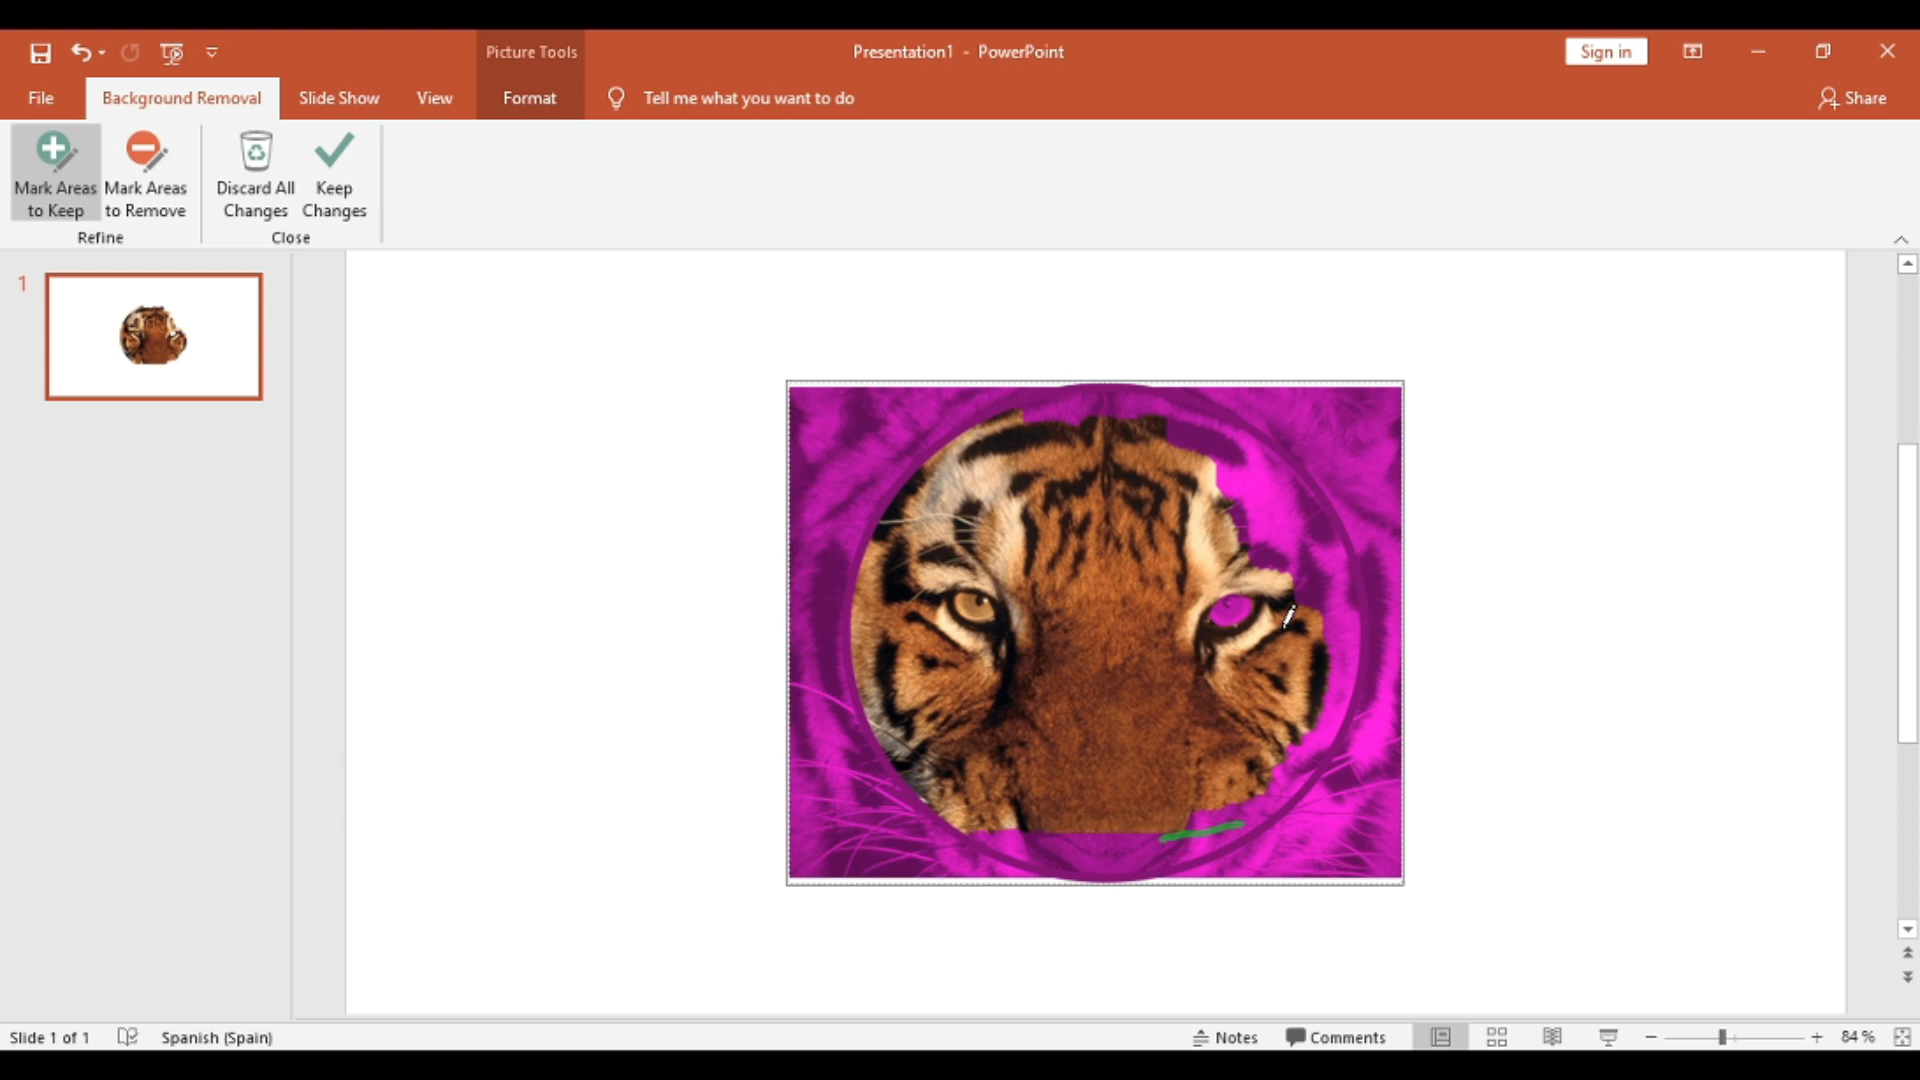 Picture Tools
Presentation1 - PowerPoint
Sign in
File
Background Removal
Slide Show
View
Format
Tell me what you want to do
Share
Mark Areas
to Keep
Mark Areas
to Remove
Discard All
Changes
Keep
Changes
Refine
Close
1
Slide 1 of 1
Spanish (Spain)
Notes
Comments
84 %